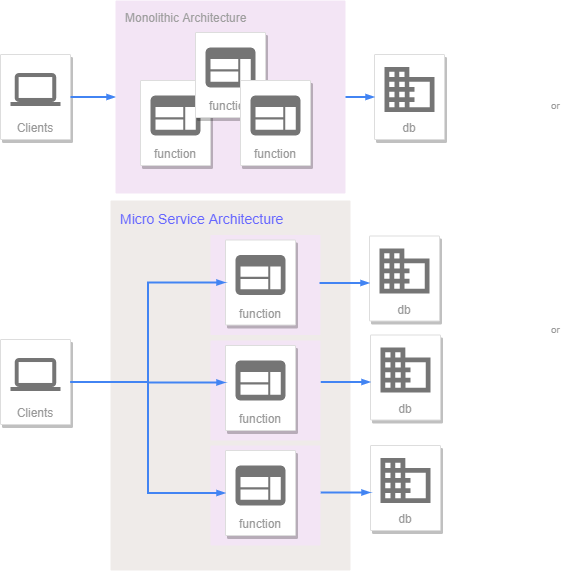 Monolithic Architecture
Clients
functio
function
function
db
or
Micro Service Architecture
function
db
or
Clients
function
db
function
db